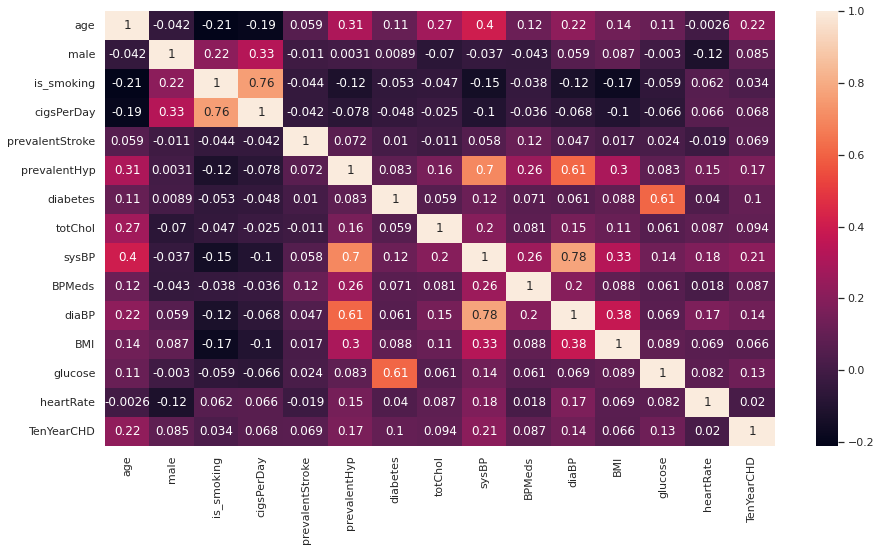 age 1 -0.042 -0.21 -0.19 0.059 0.31 0.11 0.27 0.4 0.12 0.22 0.14 0.11 -0.0026 0.22
male -0.042 1 0.22 0.33 -0.011 0.0031 0.0089 -0.07 -0.037 -0.043 0.059 0.087 -0.003 -0.12 0.085
is_smoking -0.21 0.22 1 0.76 -0.044 -0.12 -0.053 -0.047 -0.15 -0.038 -0.12 -0.17 -0.059 0.062 0.034
cigsPerDay -0.19 0.33 0.76 1 -0.042 -0.078 -0.048 -0.025 -0.1 -0.036 -0.068 -0.1 -0.066 0.066 0.068
prevalentStroke 0.059 -0.011 -0.044 -0.042 1 0.072 0.01 -0.011 0.058 0.12 0.047 0.017 0.024 -0.019 0.069
prevalentHyp 0.31 0.0031 -0.12 -0.078 0.072 1 0.083 0.16 0.7 0.26 0.61 0.3 0.083 0.15 0.17
diabetes 0.11 0.0089 -0.053 -0.048 0.01 0.083 1 0.059 0.12 0.071 0.061 0.088 0.61 0.04 0.1
totChol 0.27 -0.07 -0.047 -0.025 -0.011 0.16 0.059 1 0.2 0.081 0.15 0.11 0.061 0.087 0.094
sysBP 0.4 -0.037 -0.15 -0.1 0.058 0.7 0.12 0.2 1 0.26 0.78 0.33 0.14 0.18 0.21
BPMeds 0.12 -0.043 -0.038 -0.036 0.12 0.26 0.071 0.081 0.26 1 0.2 0.088 0.061 0.018 0.087
diaBP 0.22 0.059 -0.12 -0.068 0.047 0.61 0.061 0.15 0.78 0.2 1 0.38 0.069 0.17 0.14
BMI 0.14 0.087 -0.17 -0.1 0.017 0.3 0.088 0.11 0.33 0.088 0.38 1 0.089 0.069 0.066
glucose 0.11 -0.003 -0.059 -0.066 0.024 0.083 0.61 0.061 0.14 0.061 0.069 0.089 1 0.082 0.13
heartRate -0.0026 -0.12 0.062 0.066 -0.019 0.15 0.04 0.087 0.18 0.018 0.17 0.069 0.082 1 0.02
TenYearCHD 0.22 0.085 0.034 0.068 0.069 0.17 0.1 0.094 0.21 0.087 0.14 0.066 0.13 0.02 1
age male is_smoking cigsPerDay prevalentStroke prevalentHyp diabetes totChol sysBP BPMeds diaBP BMI glucose heartRate TenYearCHD
1.0
0.8
0.6
0.4
0.2
0.0
−0.2